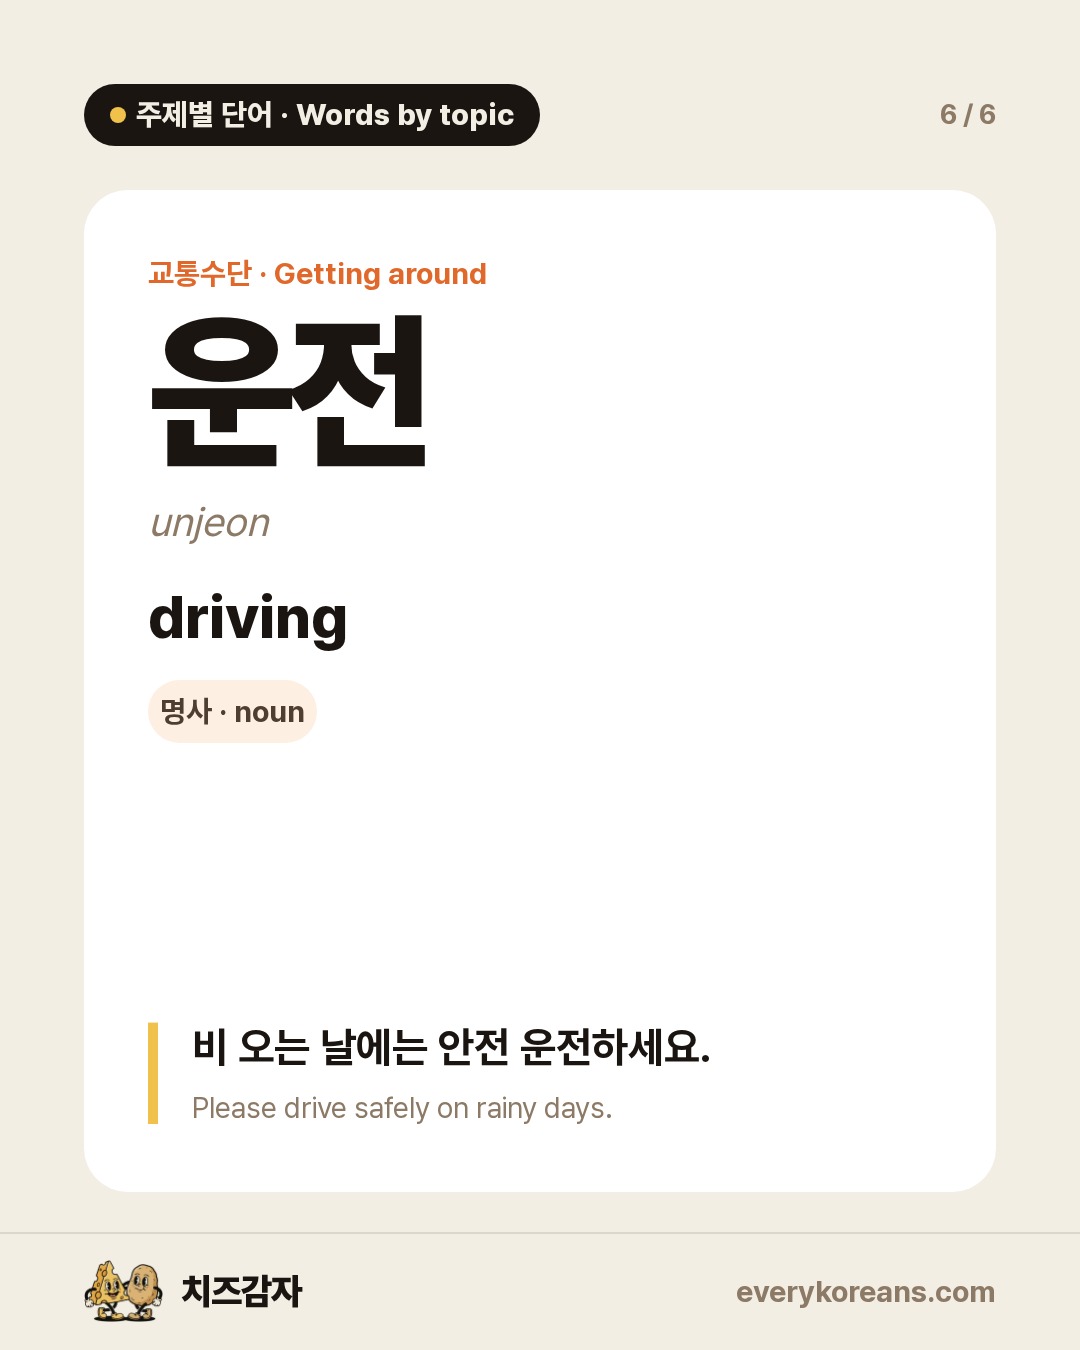 주제별 단어 · Words by topic
6 / 6
교통수단 · Getting around
운전
unjeon
driving
명사 · noun
비 오는 날에는 안전 운전하세요.
Please drive safely on rainy days.
치즈감자
everykoreans.com